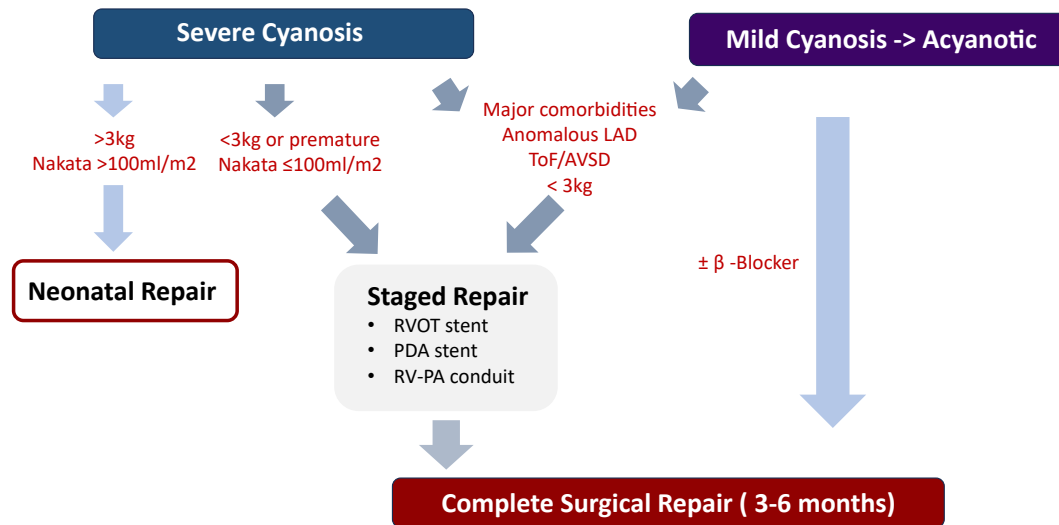 Severe Cyanosis
Mild Cyanosis -> Acyanotic
>3kg
Nakata >100ml/m2
<3kg or premature
Nakata ≤100ml/m2
Major comorbidities
Anomalous LAD
ToF/AVSD
< 3kg
± β -Blocker
Neonatal Repair
Staged Repair
• RVOT stent
• PDA stent
• RV-PA conduit
Complete Surgical Repair ( 3-6 months)